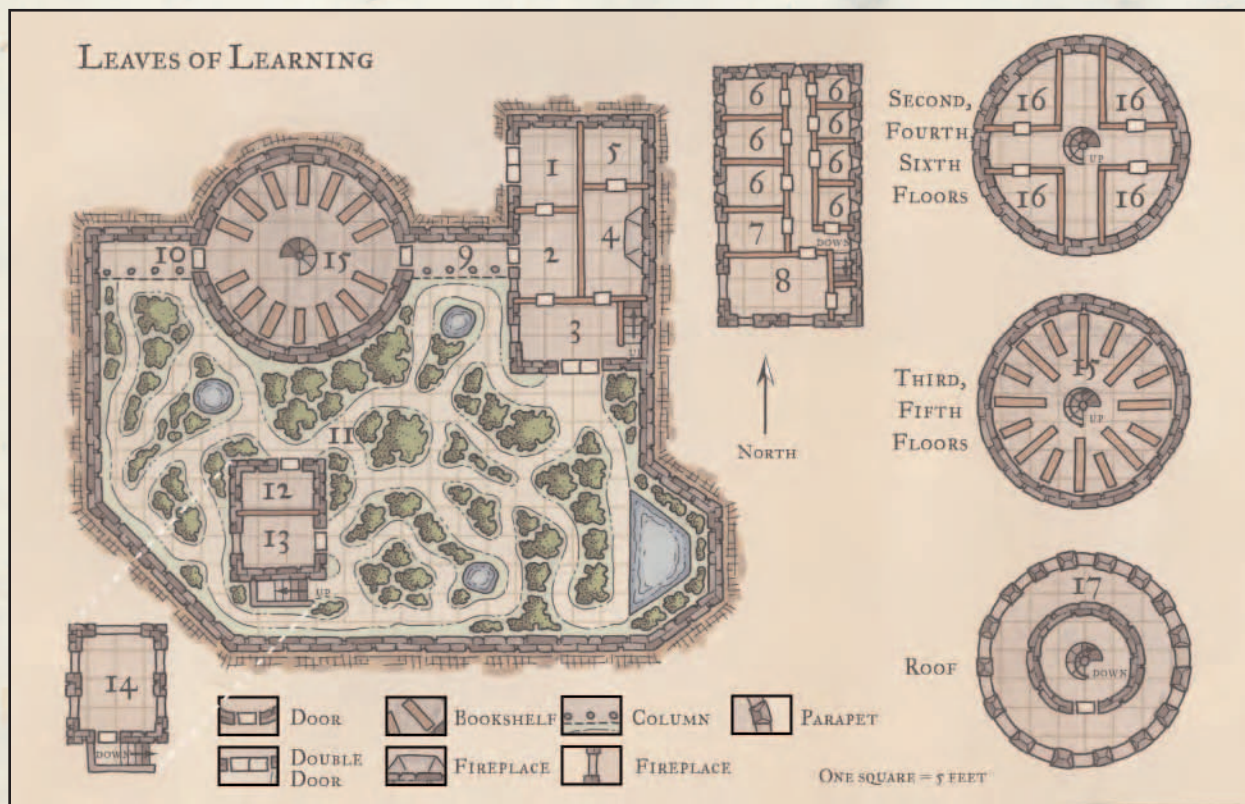 Leaves of Learning
1
5
2
4
3
UP
15
10
9
11
12
13
UP
14
DOWN
6
6
6
6
6
6
6
7
DOWN
8
North
Second,
Fourth,
Sixth
Floors
16
16
UP
16
16
Third,
Fifth
Floors
15
UP
Roof
17
DOWN
Door
Bookshelf
Column
Parapet
Double
Door
Fireplace
Fireplace
One square = 5 feet